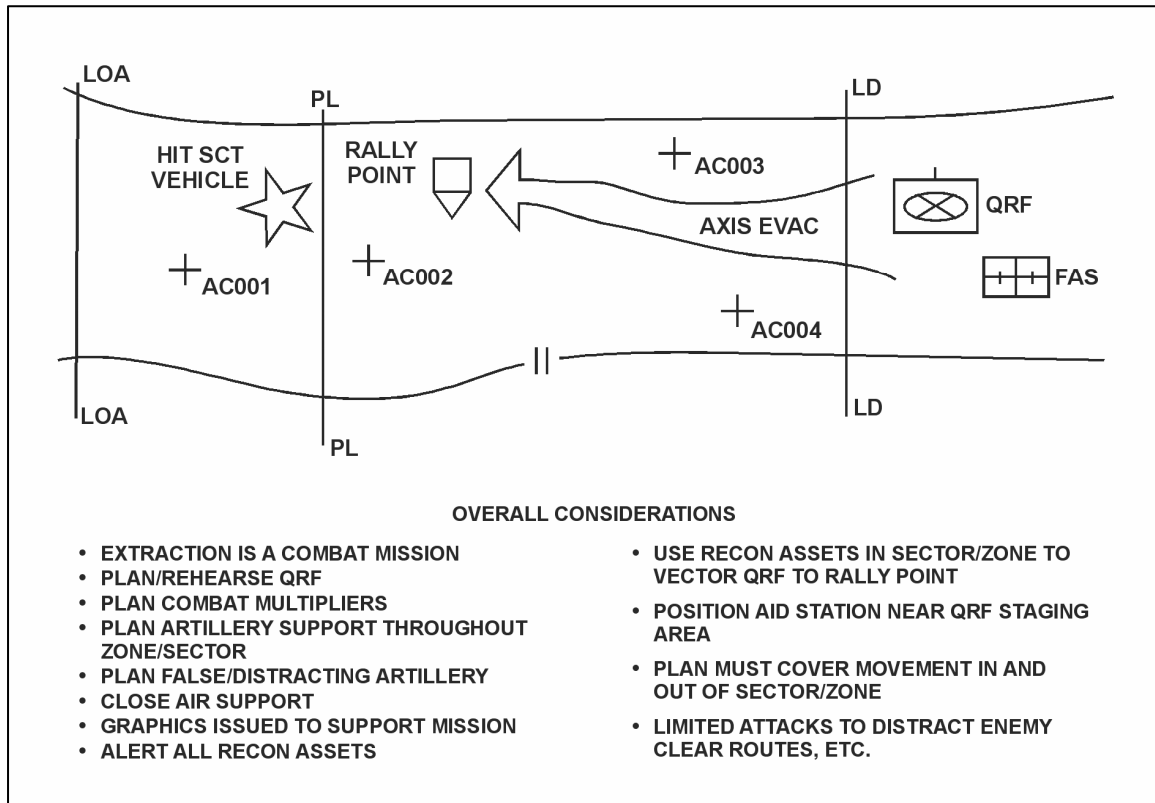 LOA
PL
LD
HIT SCT
VEHICLE
RALLY
POINT
AC003
QRF
AXIS EVAC
AC001
AC002
FAS
AC004
LOA
LD
PL
OVERALL CONSIDERATIONS
• EXTRACTION IS A COMBAT MISSION
• PLAN/REHEARSE QRF
• PLAN COMBAT MULTIPLIERS
• PLAN ARTILLERY SUPPORT THROUGHOUT
ZONE/SECTOR
• PLAN FALSE/DISTRACTING ARTILLERY
• CLOSE AIR SUPPORT
• GRAPHICS ISSUED TO SUPPORT MISSION
• ALERT ALL RECON ASSETS
• USE RECON ASSETS IN SECTOR/ZONE TO
VECTOR QRF TO RALLY POINT
• POSITION AID STATION NEAR QRF STAGING
AREA
• PLAN MUST COVER MOVEMENT IN AND
OUT OF SECTOR/ZONE
• LIMITED ATTACKS TO DISTRACT ENEMY
CLEAR ROUTES, ETC.